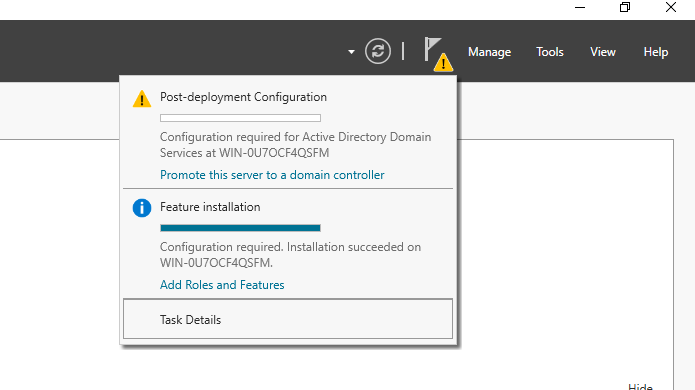 Manage Tools View Help
Post-deployment Configuration
Configuration required for Active Directory Domain
Services at WIN-0U7OCF4QSFM
Promote this server to a domain controller
Feature installation
Configuration required. Installation succeeded on
WIN-0U7OCF4QSFM.
Add Roles and Features
Task Details
Hide